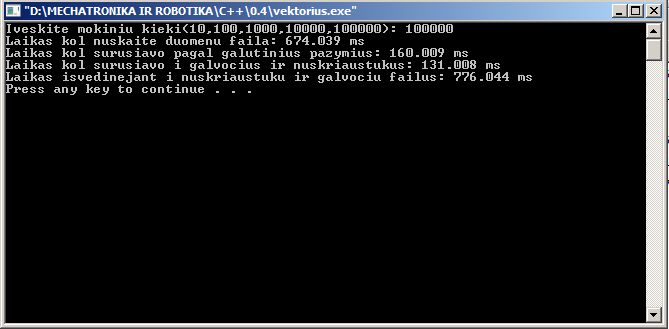 "D:\MECHATRONIKA IR ROBOTIKA\C++\0.4\vektorius.exe"
Iveskite mokiniu kieki(10,100,1000,10000,100000): 100000
Laikas kol nuskaite duomenu faila: 674.039 ms
Laikas kol surusiavo pagal galutinius pazymius: 160.009 ms
Laikas kol surusiavo i galvocius ir nuskriaustukus: 131.008 ms
Laikas isvedinejant i nuskriaustuku ir galvociu failus: 776.044 ms
Press any key to continue . . .